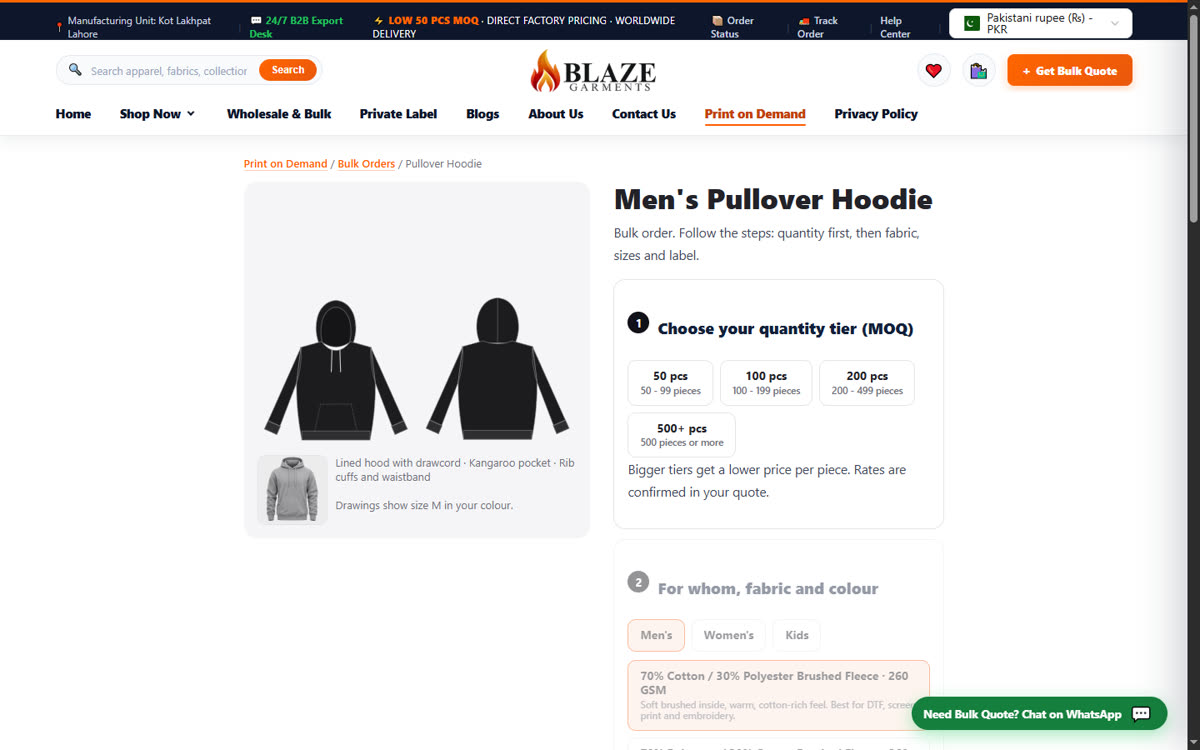 Manufacturing Unit: Kot Lakhpat
Lahore
24/7 B2B Export
Desk
LOW 50 PCS MOQ · DIRECT FACTORY PRICING · WORLDWIDE
DELIVERY
Order
Status
Track
Order
Help
Center
Pakistani rupee (₨) -
PKR
Search apparel, fabrics, collection
Search
BLAZE
GARMENTS
+ Get Bulk Quote
Home
Shop Now
Wholesale & Bulk
Private Label
Blogs
About Us
Contact Us
Print on Demand
Privacy Policy
Print on Demand / Bulk Orders / Pullover Hoodie
Lined hood with drawcord · Kangaroo pocket · Rib
cuffs and waistband
Drawings show size M in your colour.
Men's Pullover Hoodie
Bulk order. Follow the steps: quantity first, then fabric,
sizes and label.
1 Choose your quantity tier (MOQ)
50 pcs
50 - 99 pieces
100 pcs
100 - 199 pieces
200 pcs
200 - 499 pieces
500+ pcs
500 pieces or more
Bigger tiers get a lower price per piece. Rates are
confirmed in your quote.
2 For whom, fabric and colour
Men's
Women's
Kids
70% Cotton / 30% Polyester Brushed Fleece · 260
GSM
Soft brushed inside, warm, cotton-rich feel. Best for DTF, screen
print and embroidery.
Need Bulk Quote? Chat on WhatsApp